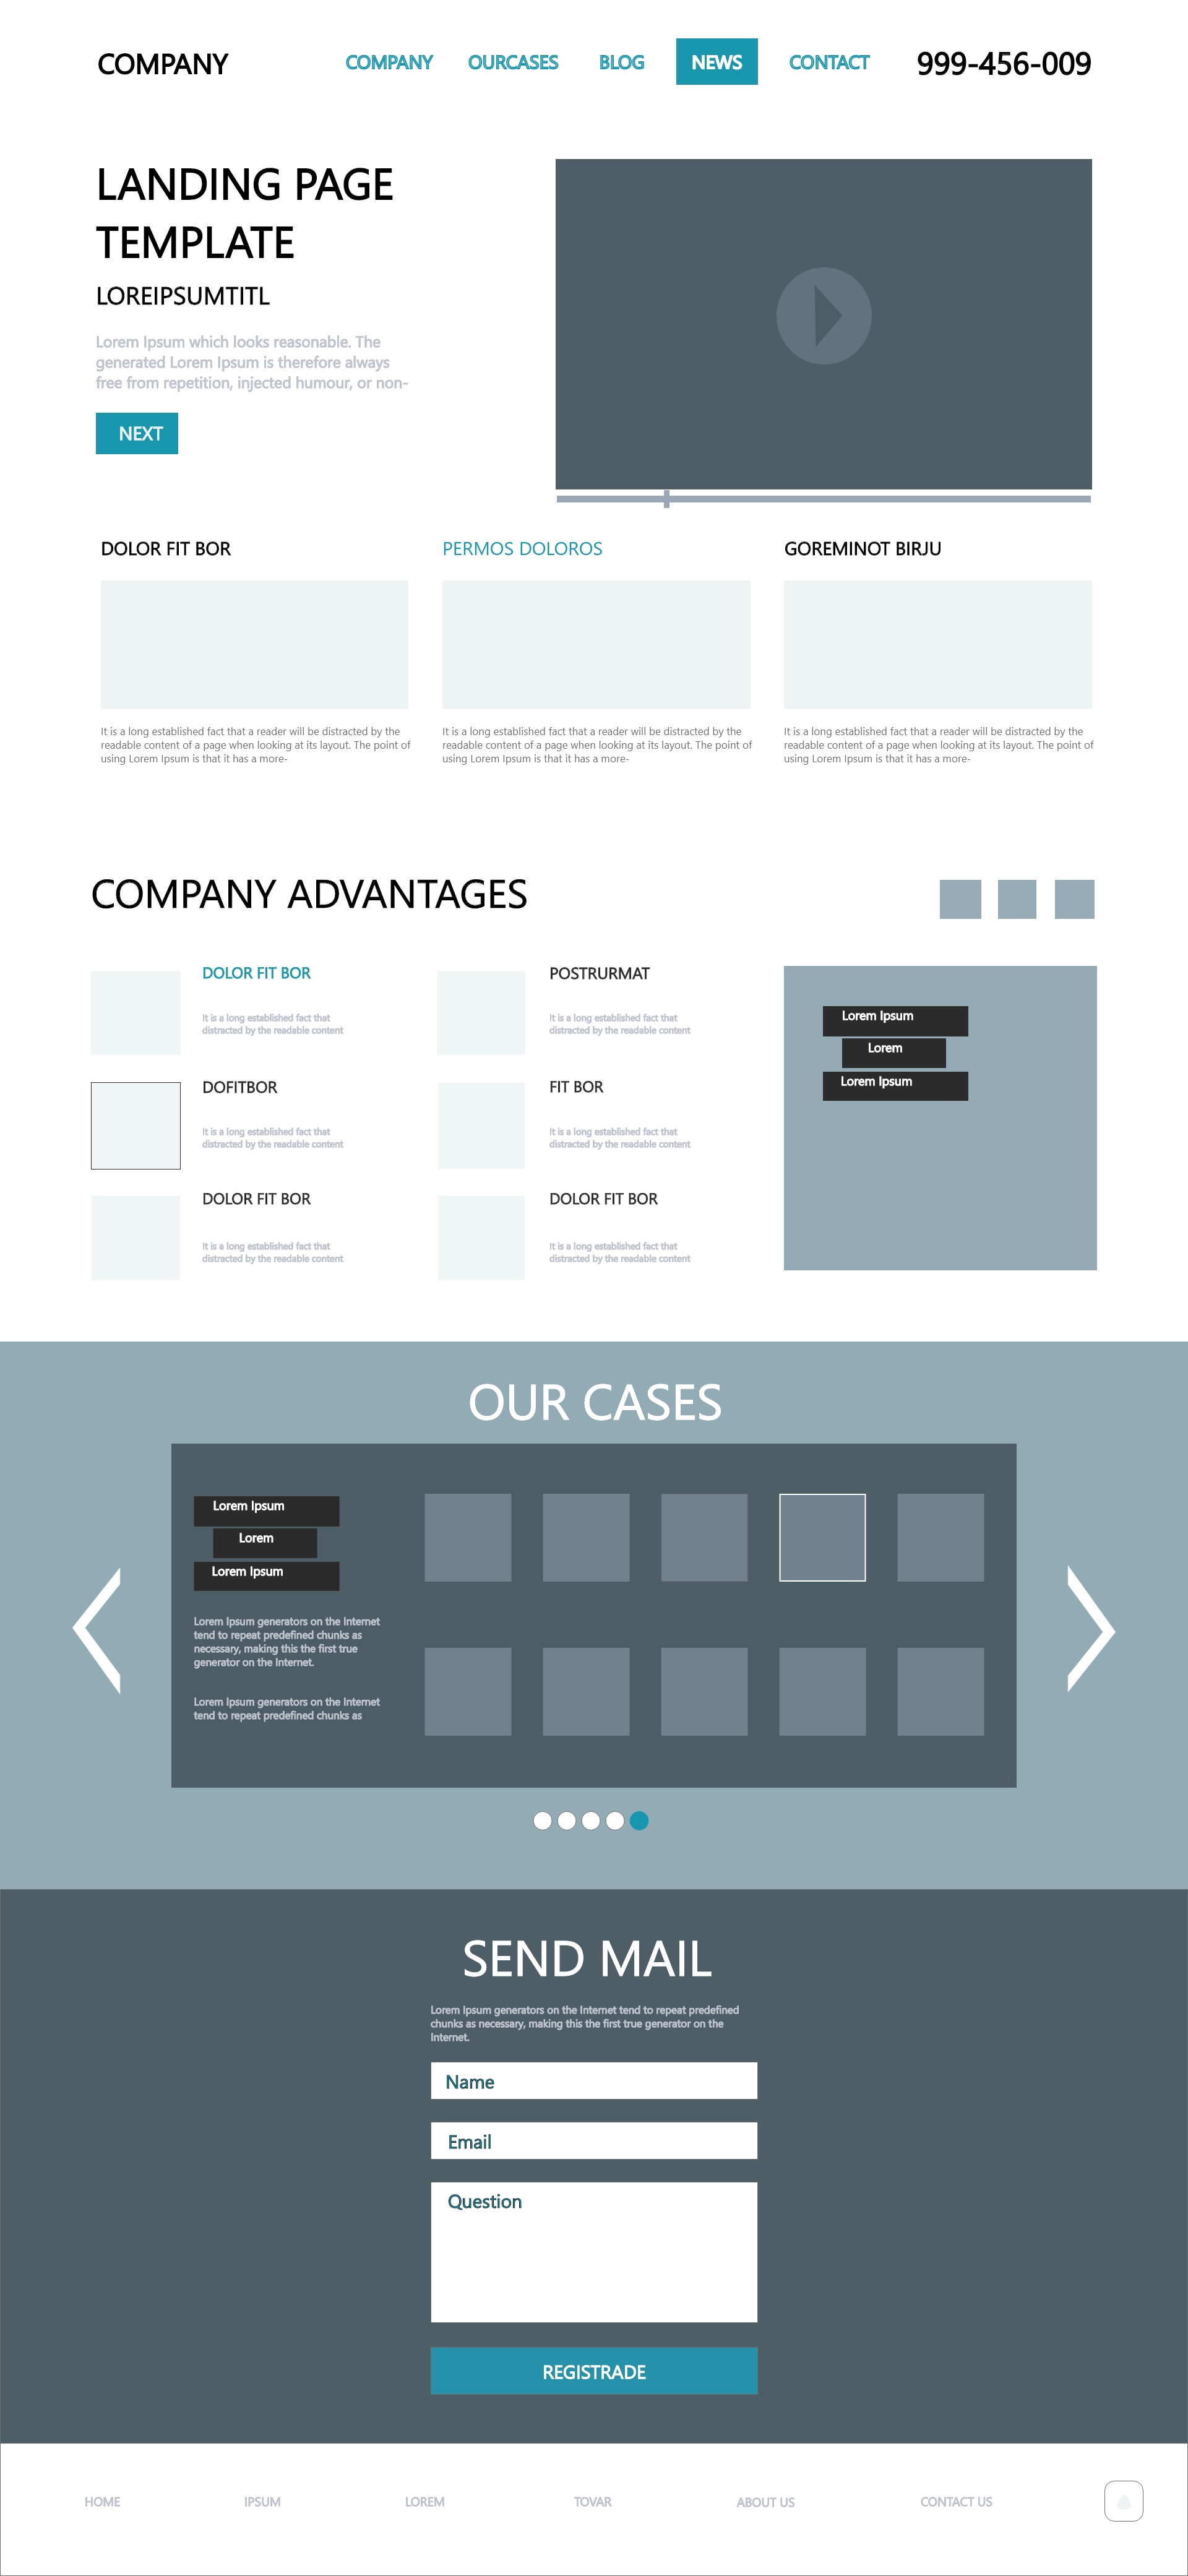 COMPANY
COMPANY
OURCASES
BLOG
NEWS
CONTACT
999-456-009
LANDING PAGE
TEMPLATE
LOREIPSUMTITL
Lorem Ipsum which looks reasonable. The
generated Lorem Ipsum is therefore always
free from repetition, injected humour, or non-
NEXT
DOLOR FIT BOR
It is a long established fact that a reader will be distracted by the
readable content of a page when looking at its layout. The point of
using Lorem Ipsum is that it has a more-
PERMOS DOLOROS
It is a long established fact that a reader will be distracted by the
readable content of a page when looking at its layout. The point of
using Lorem Ipsum is that it has a more-
GOREMINOT BIRJU
It is a long established fact that a reader will be distracted by the
readable content of a page when looking at its layout. The point of
using Lorem Ipsum is that it has a more-
COMPANY ADVANTAGES
DOLOR FIT BOR
It is a long established fact that
distracted by the readable content
POSTRURMAT
It is a long established fact that
distracted by the readable content
DOFITBOR
It is a long established fact that
distracted by the readable content
FIT BOR
It is a long established fact that
distracted by the readable content
DOLOR FIT BOR
It is a long established fact that
distracted by the readable content
DOLOR FIT BOR
It is a long established fact that
distracted by the readable content
Lorem Ipsum
Lorem
Lorem Ipsum
OUR CASES
Lorem Ipsum
Lorem
Lorem Ipsum
Lorem Ipsum generators on the Internet
tend to repeat predefined chunks as
necessary, making this the first true
generator on the Internet.
Lorem Ipsum generators on the Internet
tend to repeat predefined chunks as
SEND MAIL
Lorem Ipsum generators on the Internet tend to repeat predefined
chunks as necessary, making this the first true generator on the
Internet.
Name
Email
Question
REGISTRADE
HOME
IPSUM
LOREM
TOVAR
ABOUT US
CONTACT US